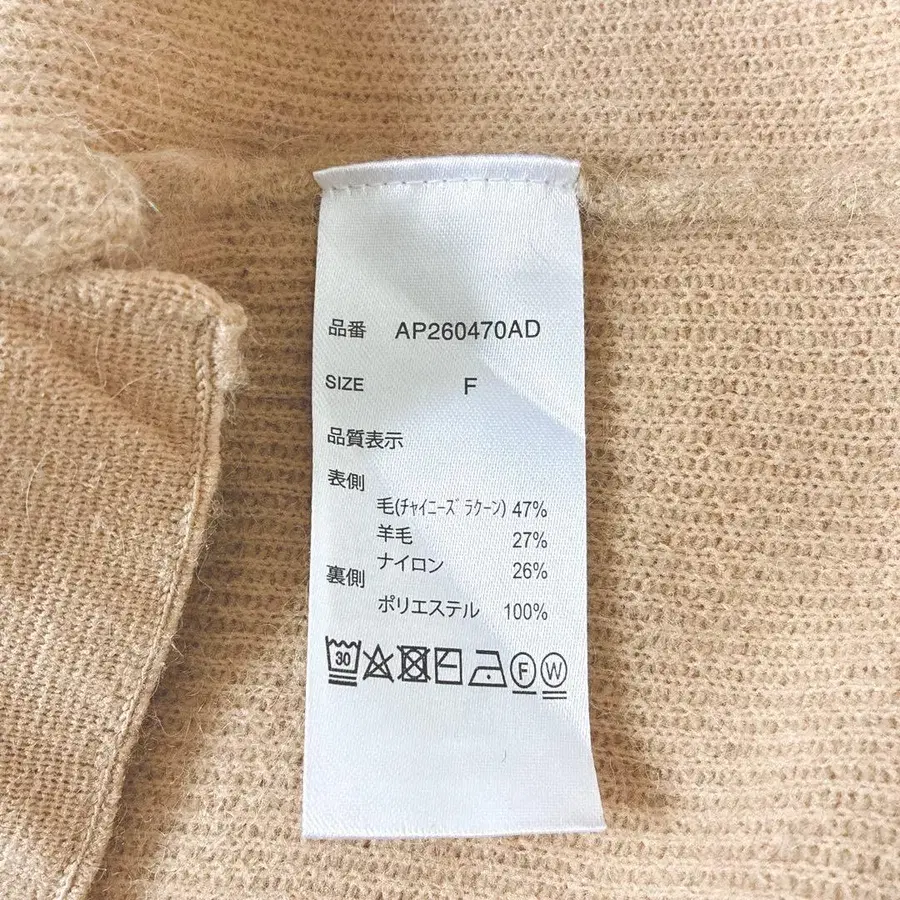 品番 AP260470AD
SIZE F
品質表示
表側
毛(ﾁｬｲﾆｰｽﾞﾗｸｰﾝ) 47%
羊毛 27%
ナイロン 26%
裏側
ポリエステル 100%
30 F W